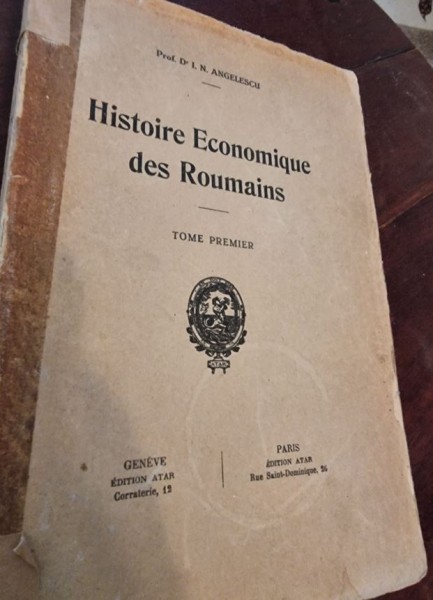 Prof. Dr I. N. ANGELESCU
Histoire Economique
des Roumains
TOME PREMIER
ATAR
GENÈVE
ÉDITION ATAR
Corraterie, 12
PARIS
ÉDITION ATAR
Rue Saint-Dominique, 26